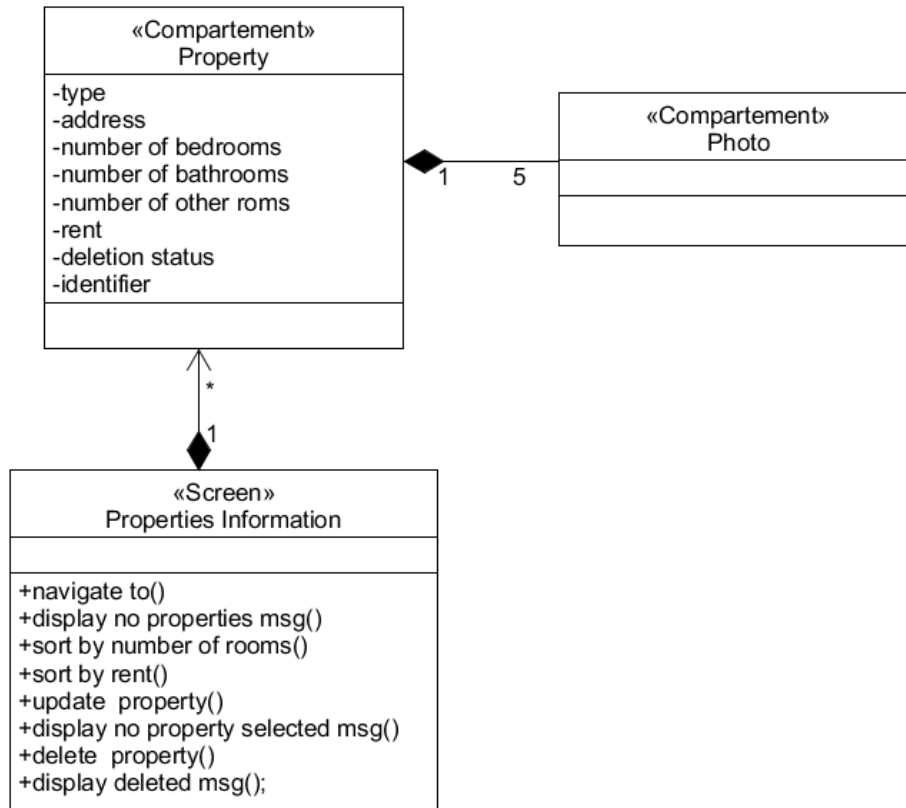 «Compartement»
Property
-type
-address
-number of bedrooms
-number of bathrooms
-number of other roms
-rent
-deletion status
-identifier
«Compartement»
Photo
1 5
*
1
«Screen»
Properties Information
+navigate to()
+display no properties msg()
+sort by number of rooms()
+sort by rent()
+update  property()
+display no property selected msg()
+delete  property()
+display deleted msg();